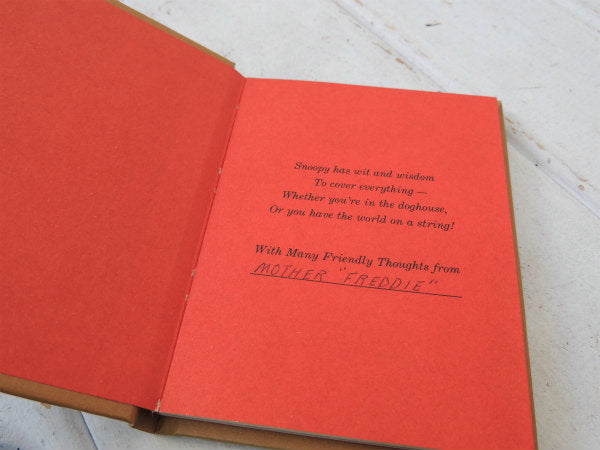 Snoopy has wit and wisdom
To cover everything —
Whether you're in the doghouse,
Or you have the world on a string!
With Many Friendly Thoughts from
MOTHER "FREDDIE"